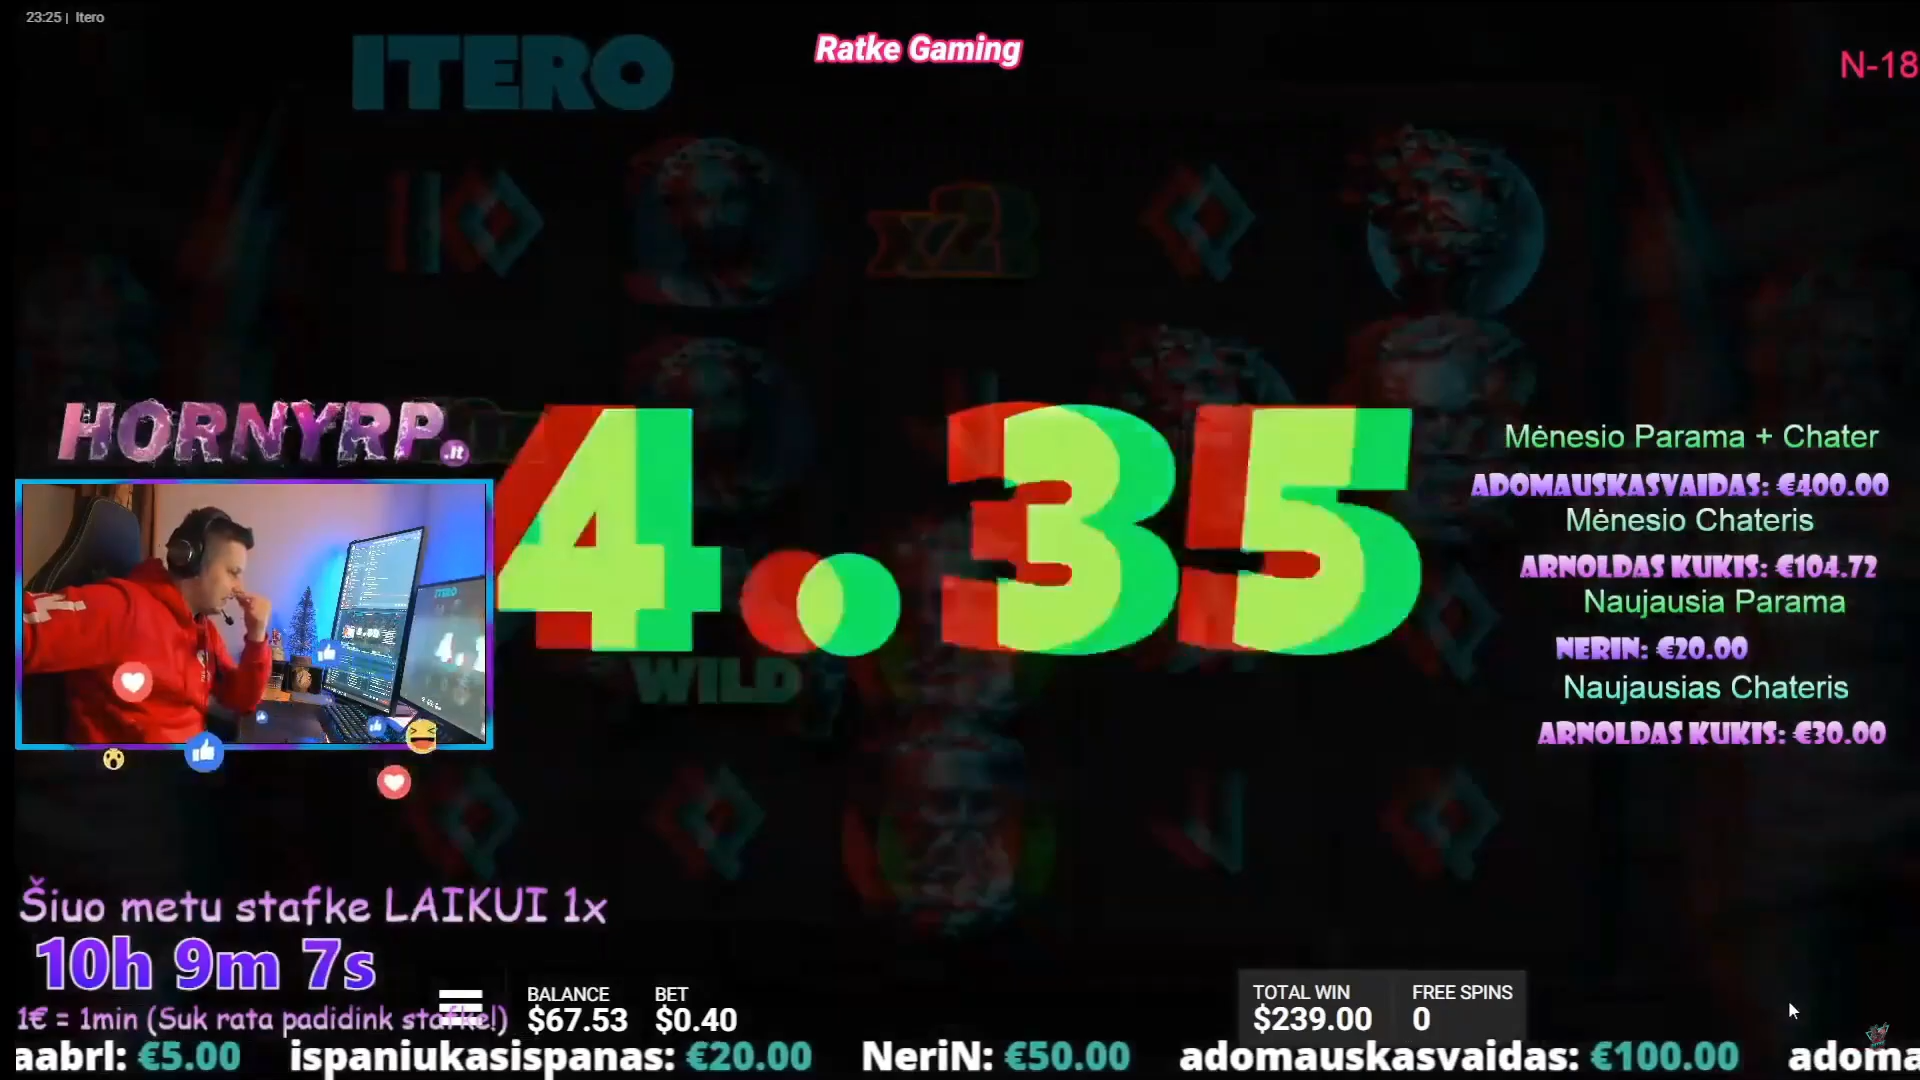 23:25 | Itero
ITERO
Ratke Gaming
N-18
x2
HORNYRP.lt
4.35
WILD
Mėnesio Parama + Chater
ADOMAUSKASVAIDAS: €400.00
Mėnesio Chateris
ARNOLDAS KUKIS: €104.72
Naujausia Parama
NERIN: €20.00
Naujausias Chateris
ARNOLDAS KUKIS: €30.00
Šiuo metu stafke LAIKUI 1x
10h 9m 7s
1€ = 1min (Suk rata padidink stafke!)
BALANCE
$67.53
BET
$0.40
TOTAL WIN
$239.00
FREE SPINS
0
aabrl: €5.00 ispaniukasispanas: €20.00 NeriN: €50.00 adomauskasvaidas: €100.00 adoma